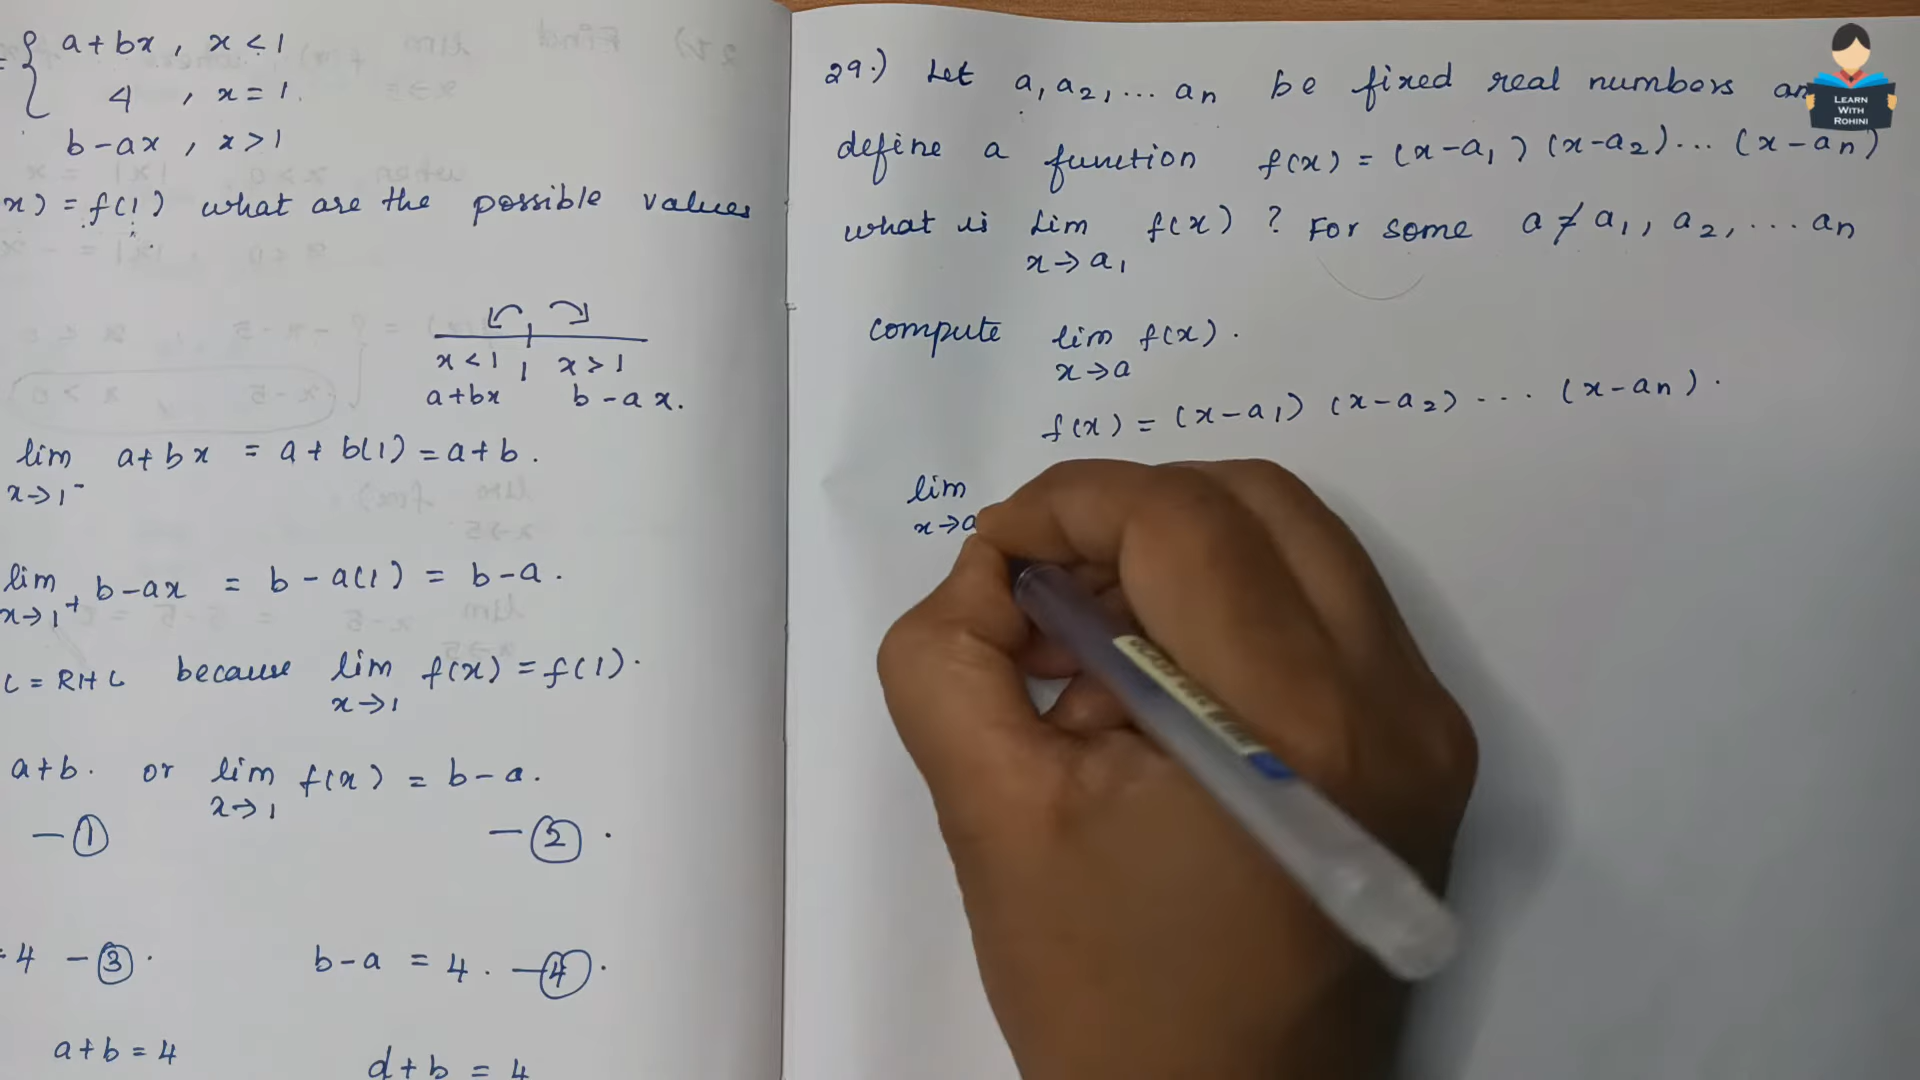 = { a + bx , x < 1
4 , x = 1.
b - ax , x > 1
x) = f(1) what are the possible values
x < 1 1 x > 1
a + bx b - ax.
lim a + bx = a + b(1) = a + b.
x→1⁻
lim b - ax = b - a(1) = b - a.
x→1⁺
L = RHL because lim f(x) = f(1).
x→1
a + b. or lim f(x) = b - a.
x→1
— ① — ② .
= 4 — ③ . b - a = 4 . — ④ .
a + b = 4 d + b = 4
29.) Let a₁ a₂, ... an be fixed real numbers an
define a function f(x) = (x - a₁) (x - a₂) ... (x - an)
what is Lim f(x) ? For some a ≠ a₁, a₂, ... an
x→a₁
compute lim f(x).
x→a
f(x) = (x - a₁) (x - a₂) ... (x - an).
lim
x→a
LEARN
WITH
ROHINI